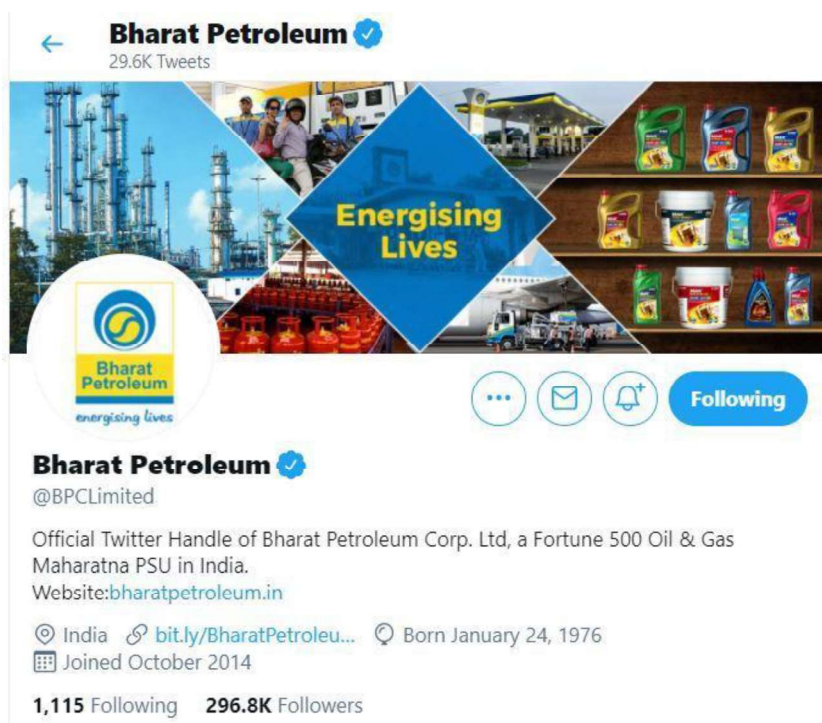 Bharat Petroleum
29.6K Tweets
Energising
Lives
Bharat
Petroleum
energising lives
Following
Bharat Petroleum
@BPCLimited
Official Twitter Handle of Bharat Petroleum Corp. Ltd, a Fortune 500 Oil & Gas
Maharatna PSU in India.
Website:bharatpetroleum.in
India bit.ly/BharatPetroleu... Born January 24, 1976
Joined October 2014
1,115 Following 296.8K Followers